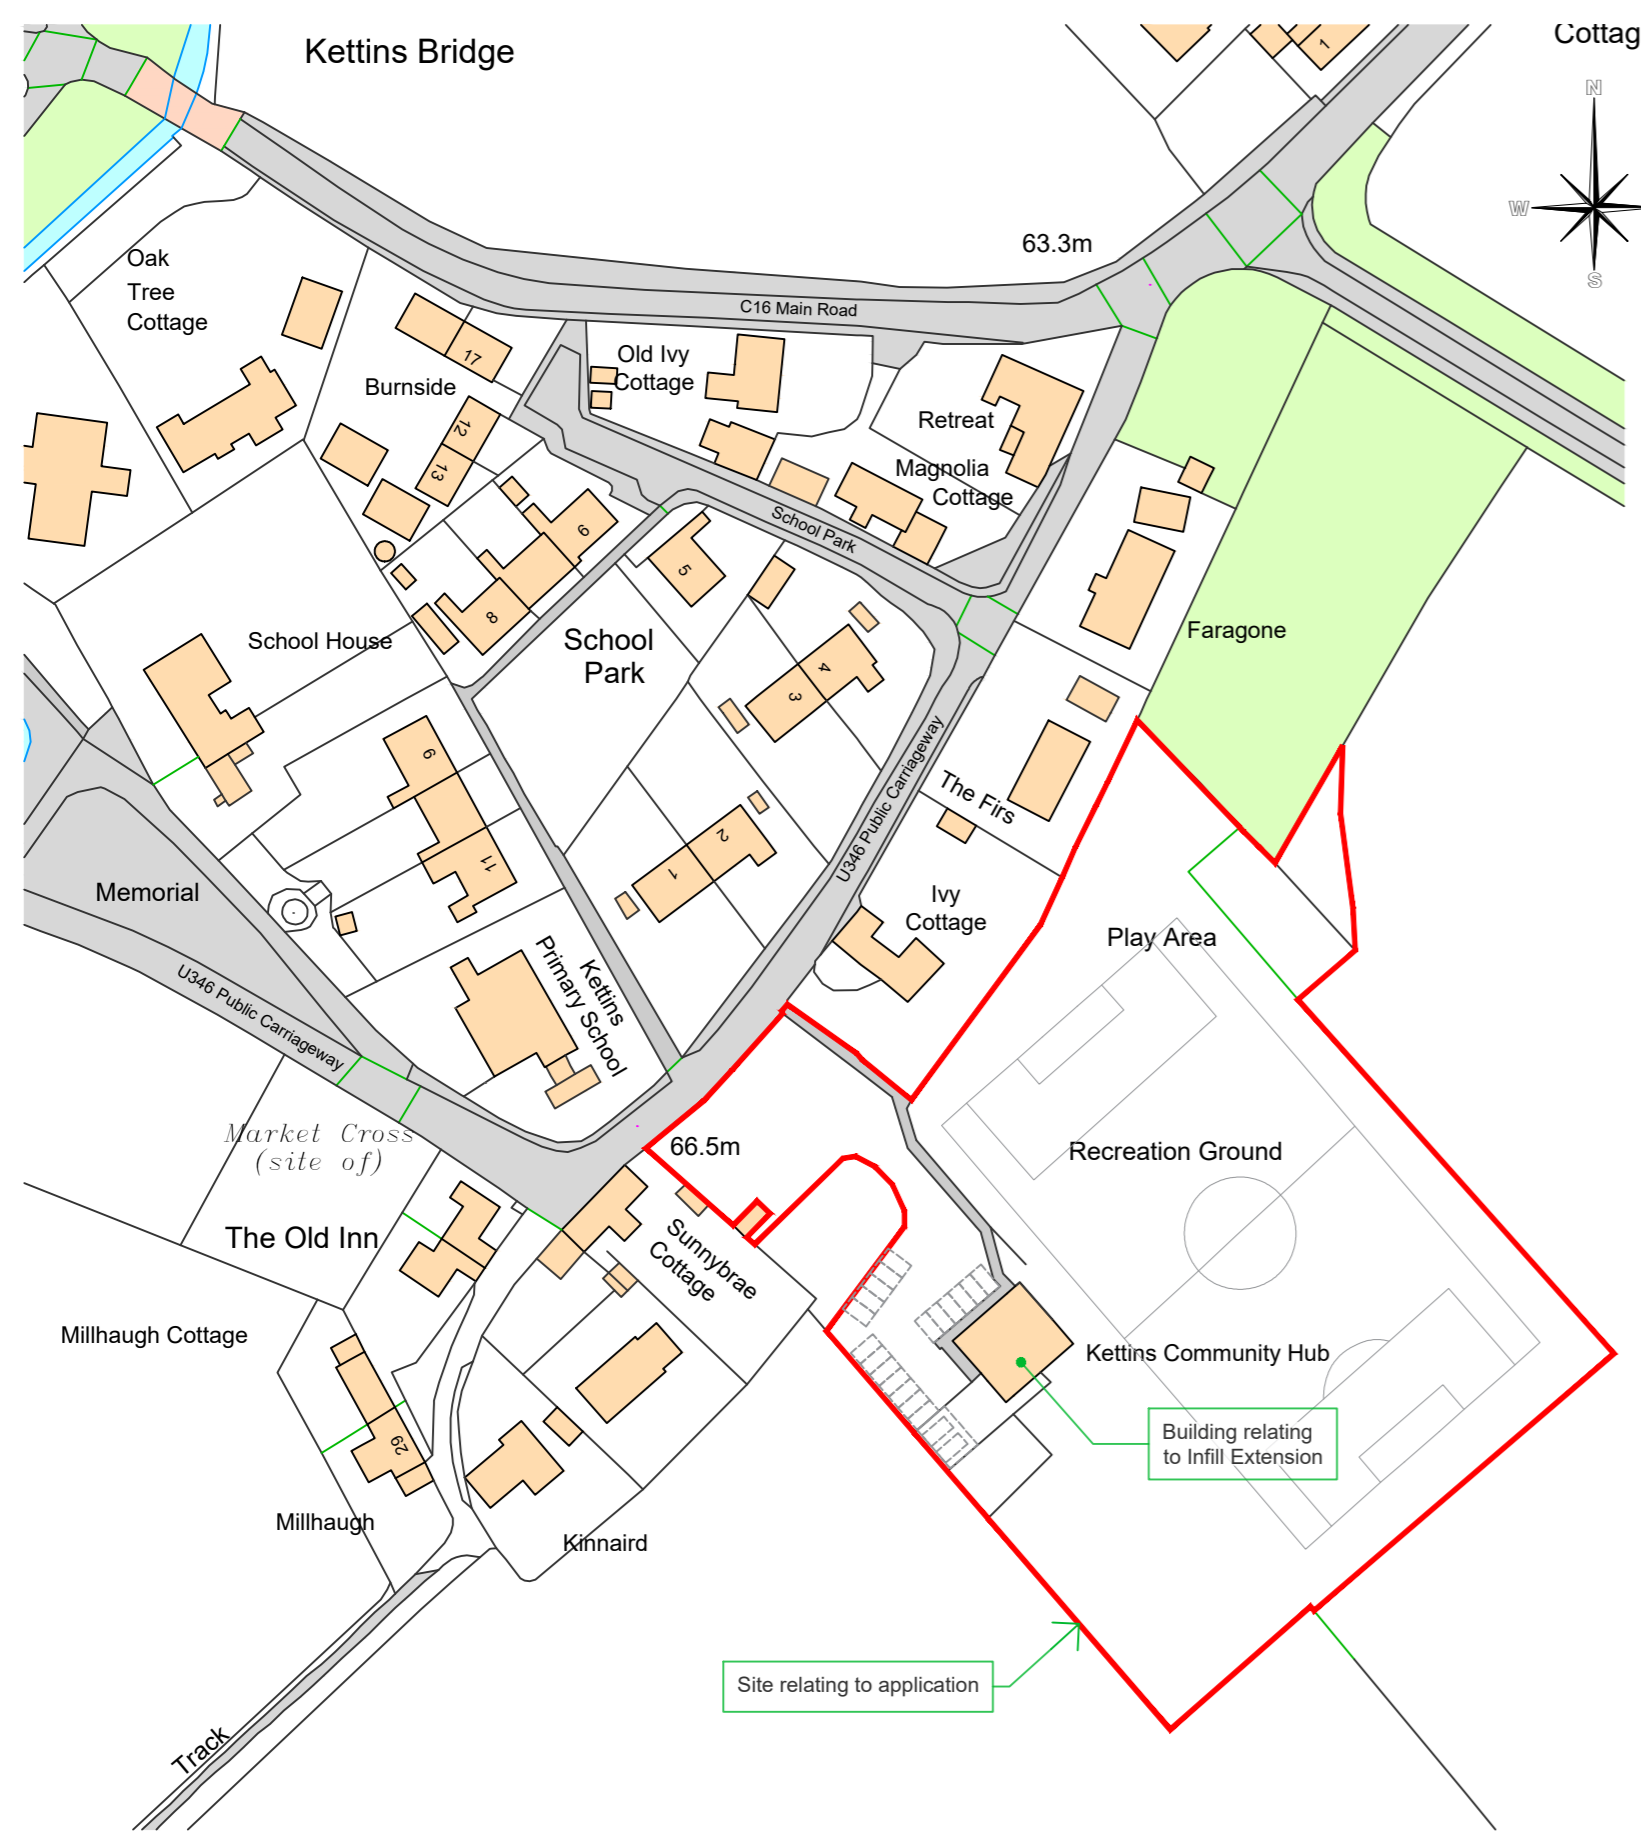 Kettins Bridge
Cottag
1
N
W
S
63.3m
Oak
Tree
Cottage
C16 Main Road
17
Burnside
Old Ivy
Cottage
12
13
Retreat
Magnolia
Cottage
School Park
6
5
8
School House
School
Park
Faragone
4
3
U346 Public Carriageway
The Firs
9
11
2
1
Memorial
Ivy
Cottage
Play Area
Kettins
Primary School
U346 Public Carriageway
Market Cross
(site of)
66.5m
Recreation Ground
The Old Inn
Sunnybrae
Cottage
Millhaugh Cottage
Kettins Community Hub
29
Building relating
to Infill Extension
Millhaugh
Kinnaird
Site relating to application
Track